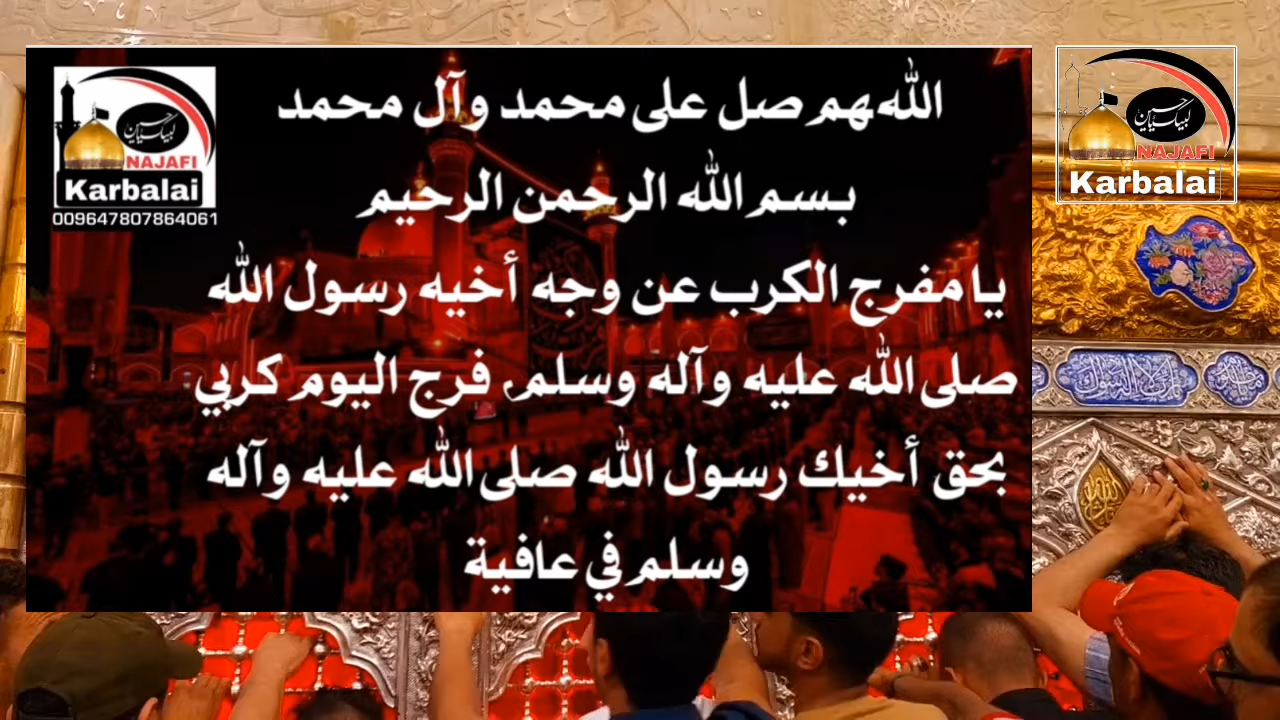 اللهم صل على محمد وآل محمد
بسم الله الرحمن الرحيم
يا مفرج الكرب عن وجه أخيه رسول الله
صلى الله عليه وآله وسلم، فرج اليوم كربي
بحق أخيك رسول الله صلى الله عليه وآله
وسلم في عافية
NAJAFI
Karbalai
009647807864061
NAJAFI
Karbalai